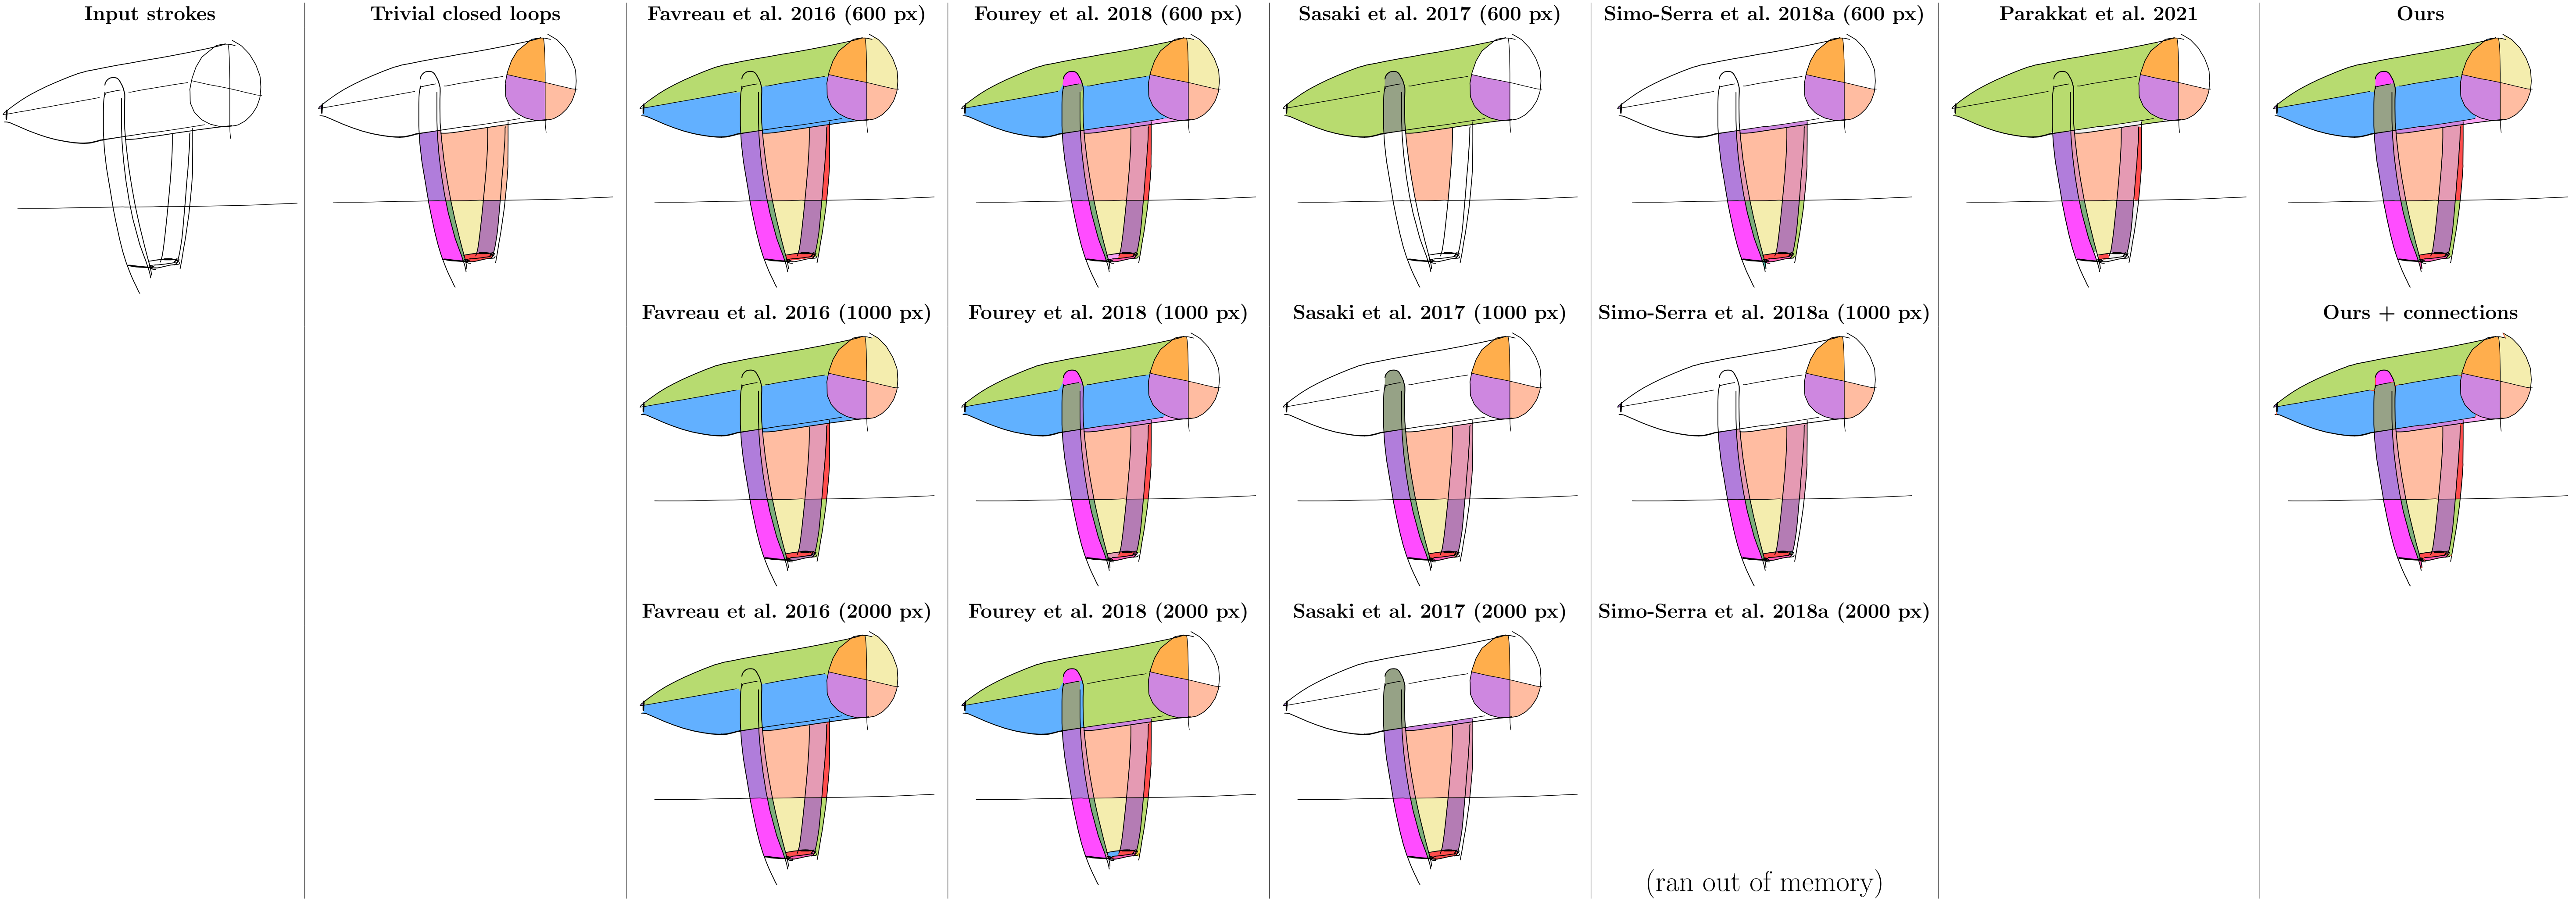 Input strokes
Trivial closed loops
Favreau et al. 2016 (600 px)
Fourey et al. 2018 (600 px)
Sasaki et al. 2017 (600 px)
Simo-Serra et al. 2018a (600 px)
Parakkat et al. 2021
Ours
Favreau et al. 2016 (1000 px)
Fourey et al. 2018 (1000 px)
Sasaki et al. 2017 (1000 px)
Simo-Serra et al. 2018a (1000 px)
Ours + connections
Favreau et al. 2016 (2000 px)
Fourey et al. 2018 (2000 px)
Sasaki et al. 2017 (2000 px)
Simo-Serra et al. 2018a (2000 px)
(ran out of memory)